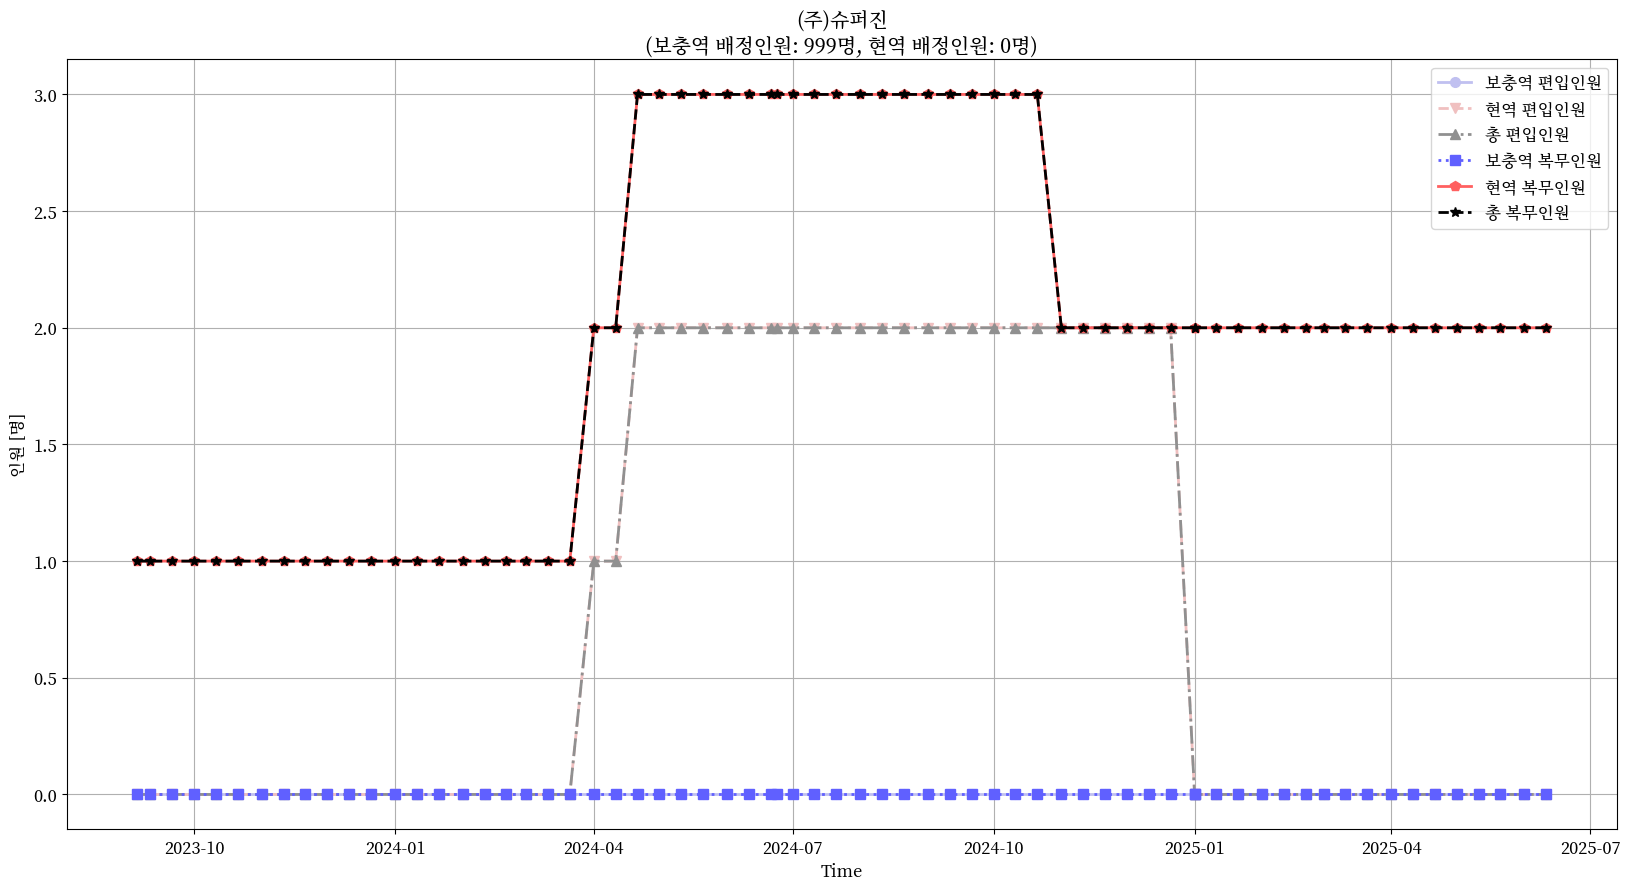 (주)슈퍼진
(보충역 배정인원: 999명, 현역 배정인원: 0명)
보충역 편입인원
현역 편입인원
총 편입인원
보충역 복무인원
현역 복무인원
총 복무인원
인원 [명]
3.0
2.5
2.0
1.5
1.0
0.5
0.0
2023-10
2024-01
2024-04
2024-07
2024-10
2025-01
2025-04
2025-07
Time